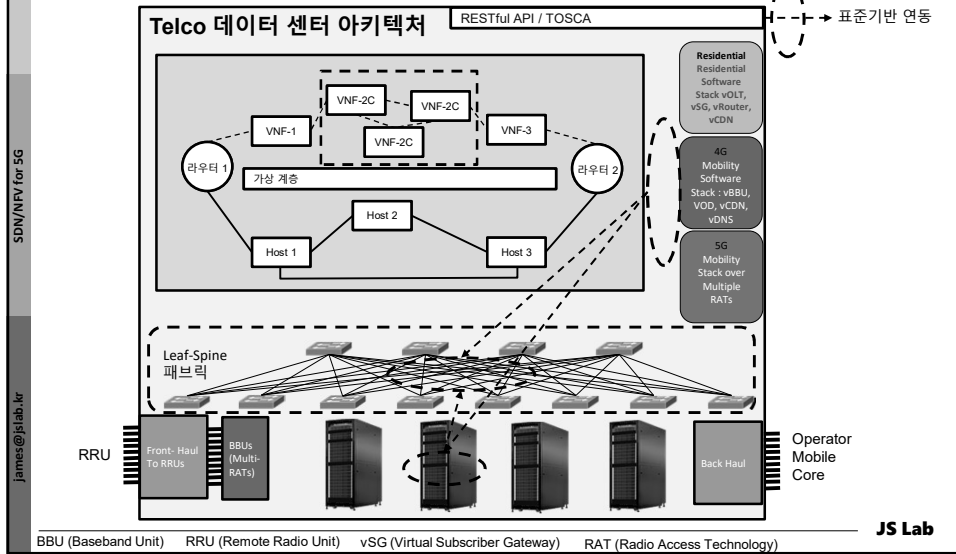 Telco 데이터 센터 아키텍처
RESTful API / TOSCA
표준기반 연동
Residential
Residential
Software
Stack vOLT,
vSG, vRouter,
vCDN
4G
Mobility
Software
Stack : vBBU,
VOD, vCDN,
vDNS
5G
Mobility
Stack over
Multiple
RATs
VNF-2C
VNF-2C
VNF-1
VNF-2C
VNF-3
라우터 1
라우터 2
가상 계층
Host 2
Host 1
Host 3
Leaf-Spine
패브릭
RRU
Front- Haul
To RRUs
BBUs
(Multi-
RATs)
Back Haul
Operator
Mobile
Core
SDN/NFV for 5G
james@jslab.kr
JS Lab
BBU (Baseband Unit) RRU (Remote Radio Unit) vSG (Virtual Subscriber Gateway) RAT (Radio Access Technology)